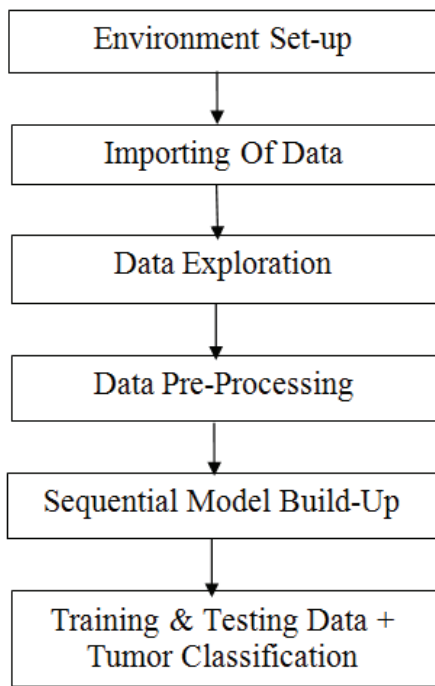 Environment Set-up
Importing Of Data
Data Exploration
Data Pre-Processing
Sequential Model Build-Up
Training & Testing Data +
Tumor Classification